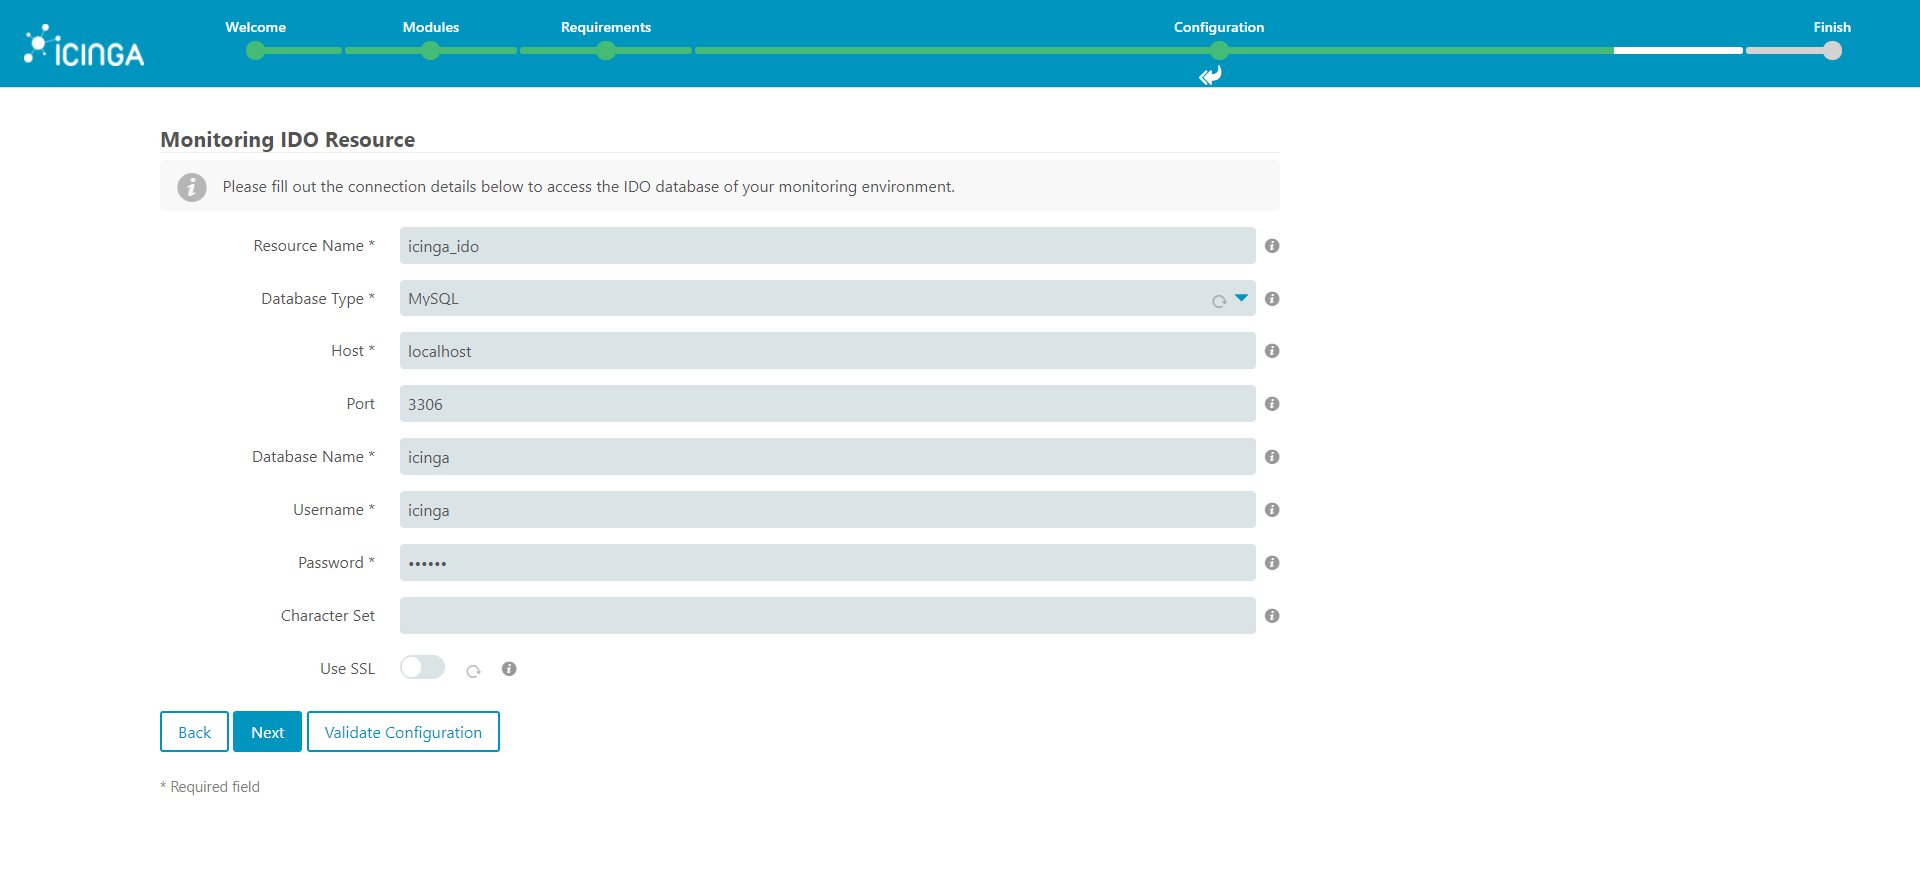 Welcome
Modules
Requirements
Configuration
Finish
ICINGA
Monitoring IDO Resource
Please fill out the connection details below to access the IDO database of your monitoring environment.
Resource Name * icinga_ido
Database Type * MySQL
Host * localhost
Port 3306
Database Name * icinga
Username * icinga
Password * ••••••
Character Set
Use SSL
Back Next Validate Configuration
* Required field